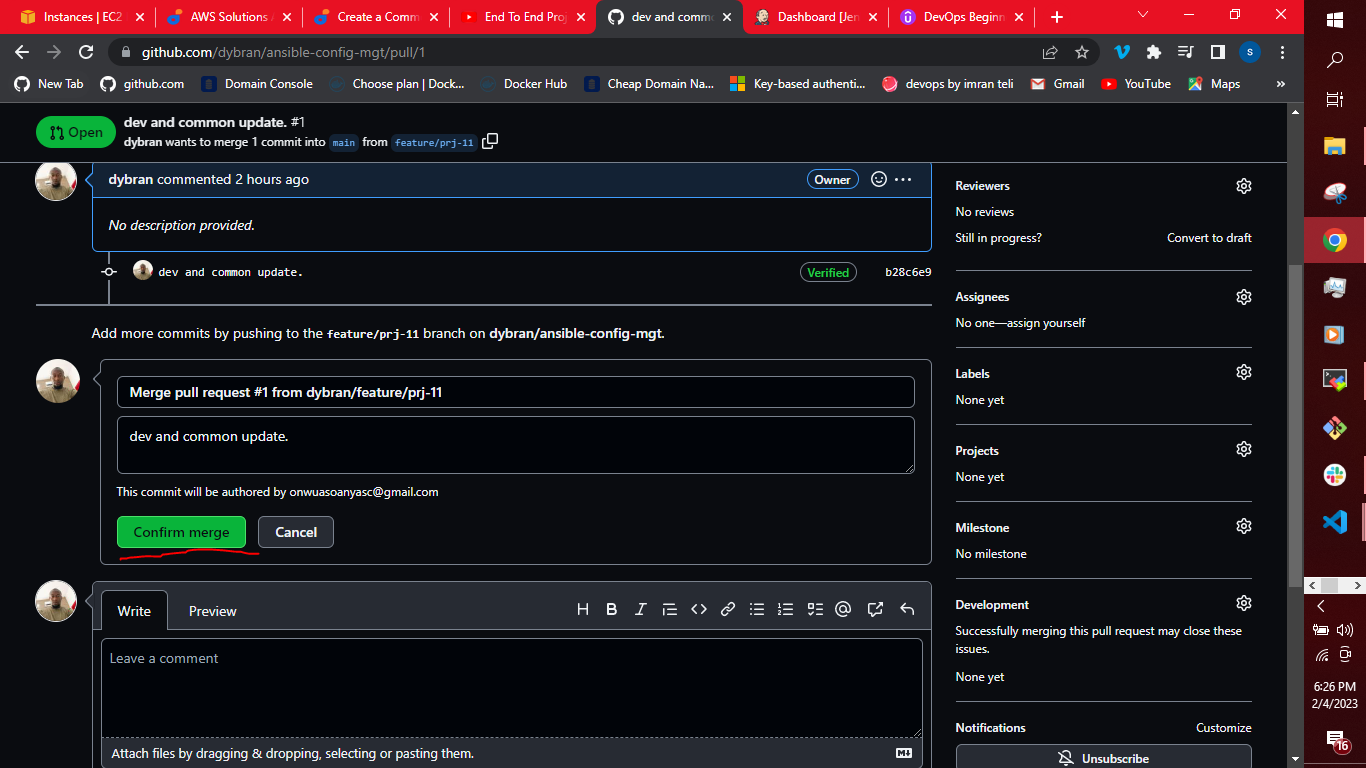 Instances | EC2
AWS Solutions A
Create a Comm
End To End Proj
dev and comm
Dashboard [Jen
DevOps Beginn
github.com/dybran/ansible-config-mgt/pull/1
s
New Tab
github.com
Domain Console
Choose plan | Dock...
Docker Hub
Cheap Domain Na...
Key-based authenti...
devops by imran teli
Gmail
YouTube
Maps
»
Open
dev and common update. #1
dybran wants to merge 1 commit into main from feature/prj-11
dybran commented 2 hours ago
Owner
No description provided.
dev and common update.
Verified
b28c6e9
Add more commits by pushing to the feature/prj-11 branch on dybran/ansible-config-mgt.
Merge pull request #1 from dybran/feature/prj-11
dev and common update.
This commit will be authored by onwuasoanyasc@gmail.com
Confirm merge
Cancel
Write
Preview
Leave a comment
Attach files by dragging & dropping, selecting or pasting them.
Reviewers
No reviews
Still in progress?
Convert to draft
Assignees
No one—assign yourself
Labels
None yet
Projects
None yet
Milestone
No milestone
Development
Successfully merging this pull request may close these
issues.
None yet
Notifications
Customize
Unsubscribe
6:26 PM
2/4/2023
16